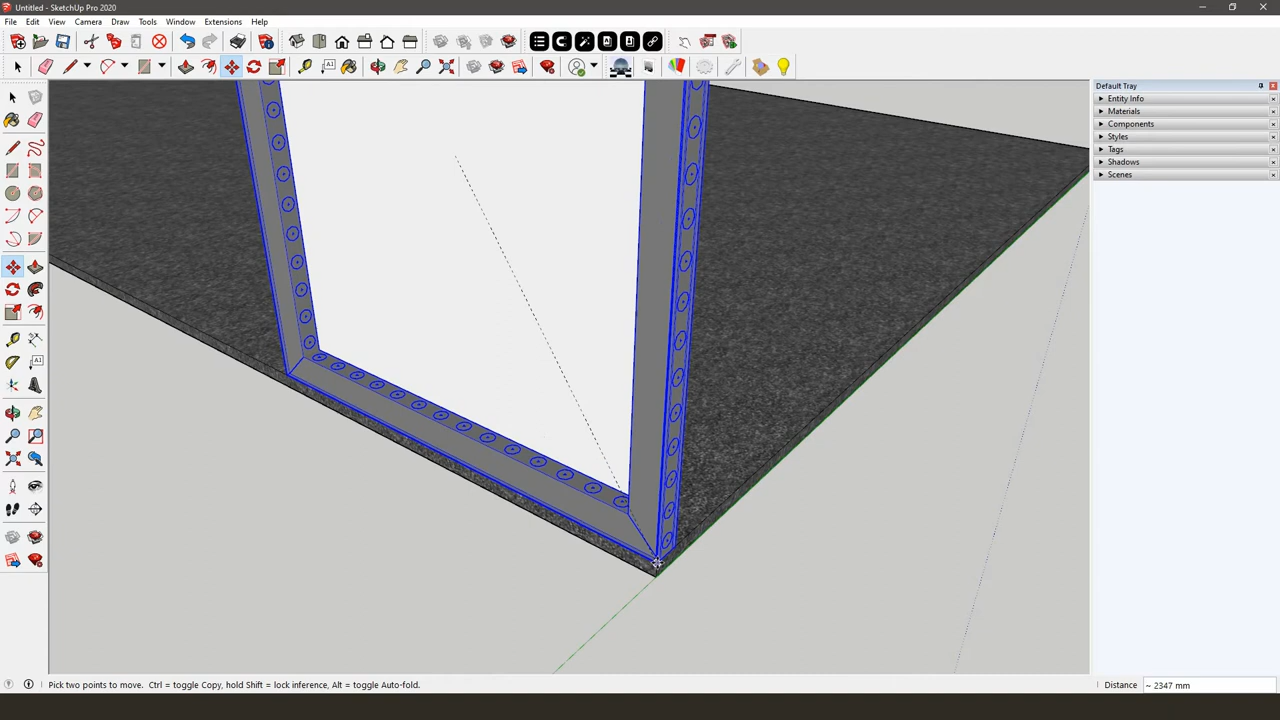 Untitled - SketchUp Pro 2020
File Edit View Camera Draw Tools Window Extensions Help
Default Tray
Entity Info
Materials
Components
Styles
Tags
Shadows
Scenes
Pick two points to move. Ctrl = toggle Copy, hold Shift = lock inference, Alt = toggle Auto-fold.
Distance ~ 2347 mm